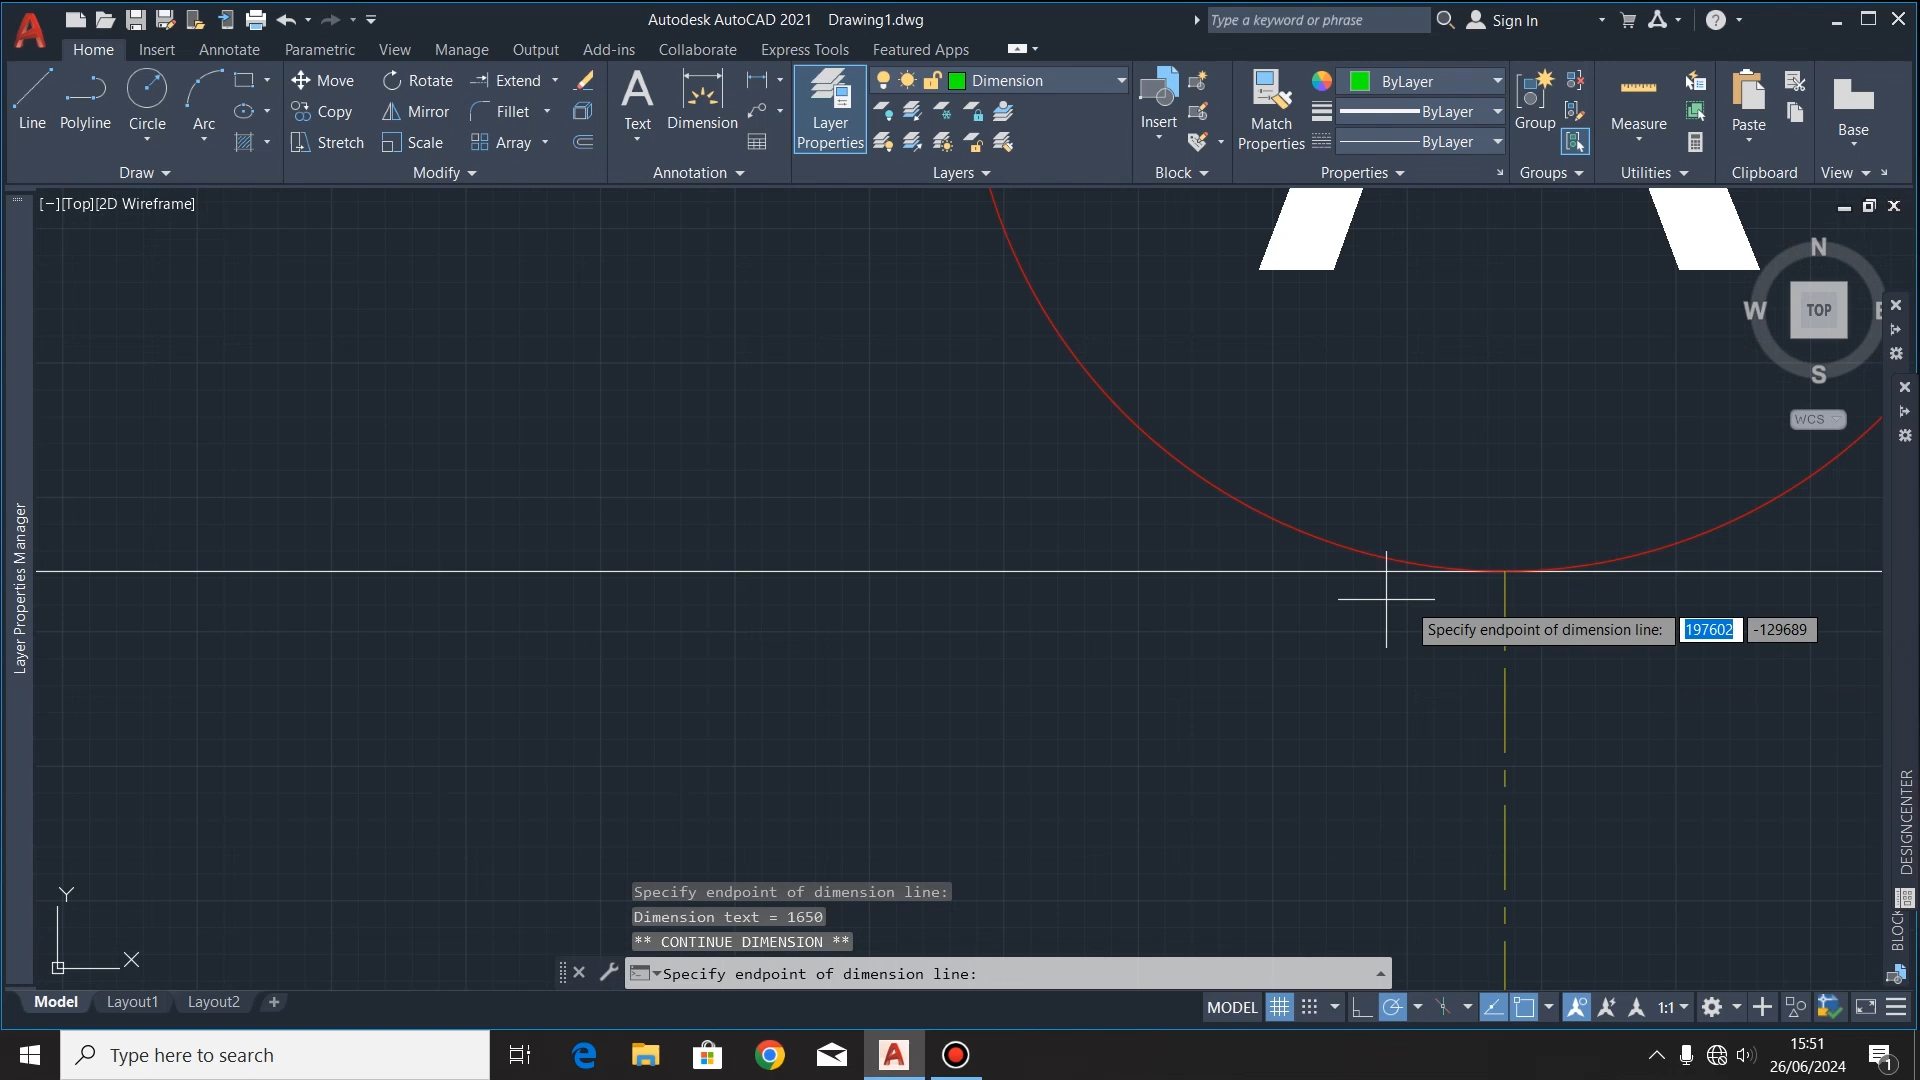 Autodesk AutoCAD 2021 Drawing1.dwg
Type a keyword or phrase
Sign In
Home Insert Annotate Parametric View Manage Output Add-ins Collaborate Express Tools Featured Apps
Line Polyline Circle Arc
Move Rotate Extend
Copy Mirror Fillet
Stretch Scale Array
Text Dimension
Layer
Properties
Dimension
Insert
Match
Properties
ByLayer
ByLayer
ByLayer
Group
Measure
Paste
Base
Draw Modify Annotation Layers Block Properties Groups Utilities Clipboard View
[−][Top][2D Wireframe]
N
W TOP E
S
WCS
Layer Properties Manager
Specify endpoint of dimension line: 197602 -129689
DESIGNCENTER
BLOCK
Y
X
Specify endpoint of dimension line:
Dimension text = 1650
** CONTINUE DIMENSION **
Specify endpoint of dimension line:
Model Layout1 Layout2
MODEL 1:1
Type here to search
15:51
26/06/2024
1